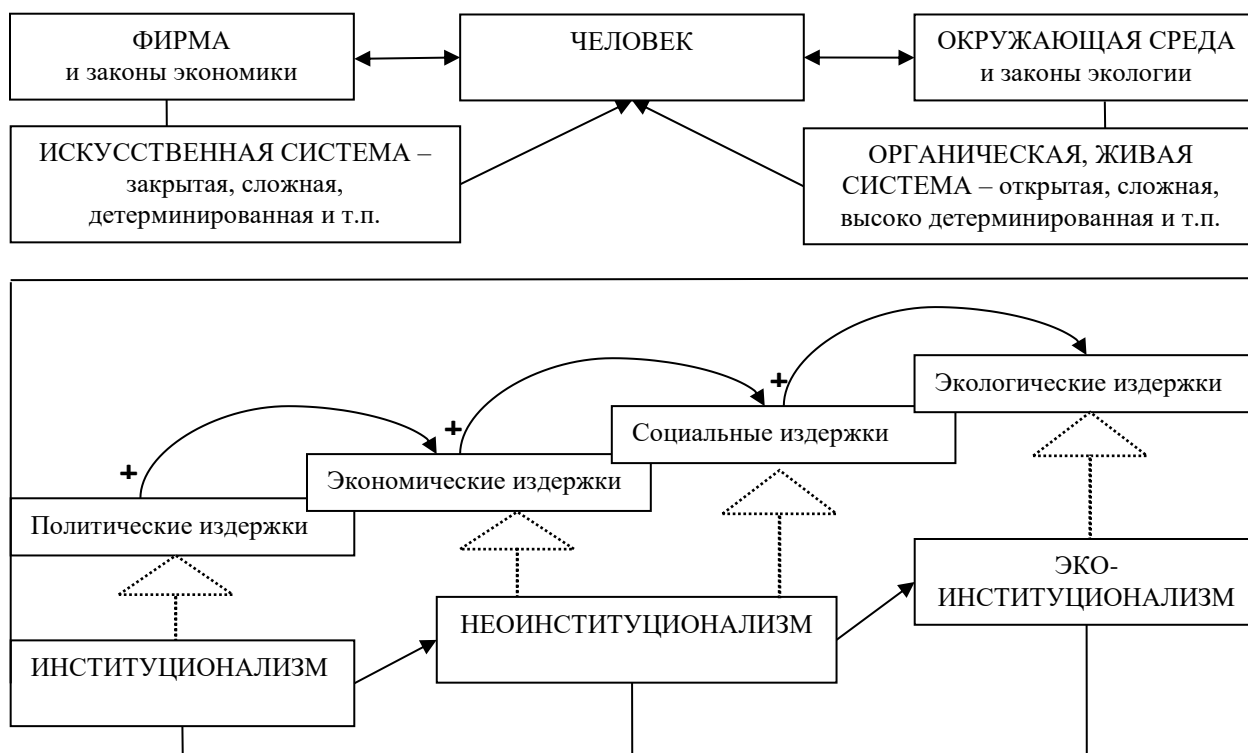 ФИРМА
и законы экономики
ЧЕЛОВЕК
ОКРУЖАЮЩАЯ СРЕДА
и законы экологии
ИСКУССТВЕННАЯ СИСТЕМА –
закрытая, сложная,
детерминированная и т.п.
ОРГАНИЧЕСКАЯ, ЖИВАЯ
СИСТЕМА – открытая, сложная,
высоко детерминированная и т.п.
+
Экологические издержки
+
Социальные издержки
+
Экономические издержки
Политические издержки
ЭКО-
ИНСТИТУЦИОНАЛИЗМ
НЕОИНСТИТУЦИОНАЛИЗМ
ИНСТИТУЦИОНАЛИЗМ